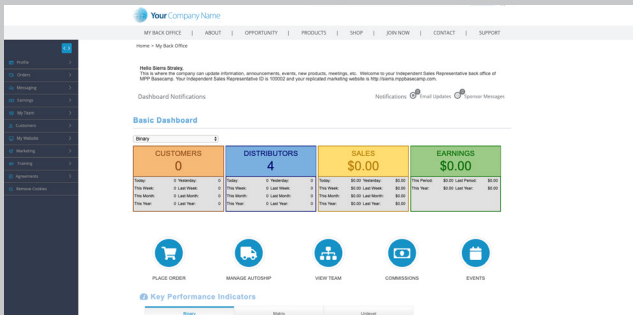 Your Company Name
MY BACK OFFICE | ABOUT | OPPORTUNITY | PRODUCTS | SHOP | JOIN NOW | CONTACT | SUPPORT
Home > My Back Office
Profile
Orders
Messaging
Earnings
My Team
Customers
My Website
Marketing
Training
Agreements
Remove Cookies
Hello Sierra Birsley,
This is where the company can update information, announcements, events, new products, meetings, etc. Welcome to your Independent Sales Representative back office of
MPP Basecamp. Your Independent Sales Representative ID is 100002 and your replicated marketing website is http://sierra.mppbasecamp.com.
Dashboard Notifications
Notifications: 0 Email Updates 0 Sponsor Messages
Basic Dashboard
Binary
CUSTOMERS DISTRIBUTORS SALES EARNINGS
0 4 $0.00 $0.00
Today: 0 Yesterday: 0 Today: 0 Yesterday: 0 Today: $0.00 Yesterday: $0.00 This Period: $0.00 Last Period: $0.00
This Week: 0 Last Week: 0 This Week: 0 Last Week: 0 This Week: $0.00 Last Week: $0.00 This Year: $0.00 Last Year: $0.00
This Month: 0 Last Month: 0 This Month: 0 Last Month: 0 This Month: $0.00 Last Month: $0.00
This Year: 0 Last Year: 0 This Year: 0 Last Year: 0 This Year: $0.00 Last Year: $0.00
PLACE ORDER MANAGE AUTOSHIP VIEW TEAM COMMISSIONS EVENTS
Key Performance Indicators
Binary Matrix Unilevel